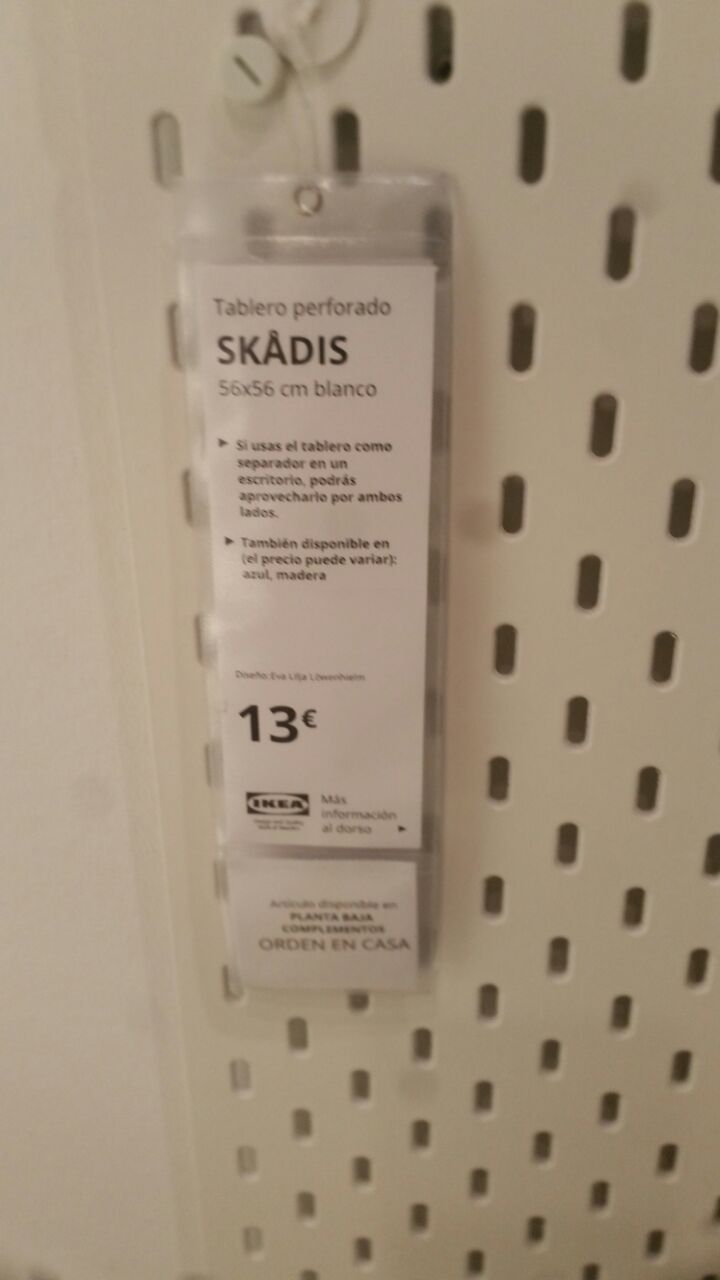 Tablero perforado
SKÅDIS
56x56 cm blanco
► Si usas el tablero como
separador en un
escritorio, podrás
aprovecharlo por ambos
lados.
► También disponible en
(el precio puede variar):
azul, madera
Diseño: Eva Lilja Löwenhielm
13€
IKEA
Más
información
al dorso ►
Artículo disponible en
PLANTA BAJA
COMPLEMENTOS
ORDEN EN CASA